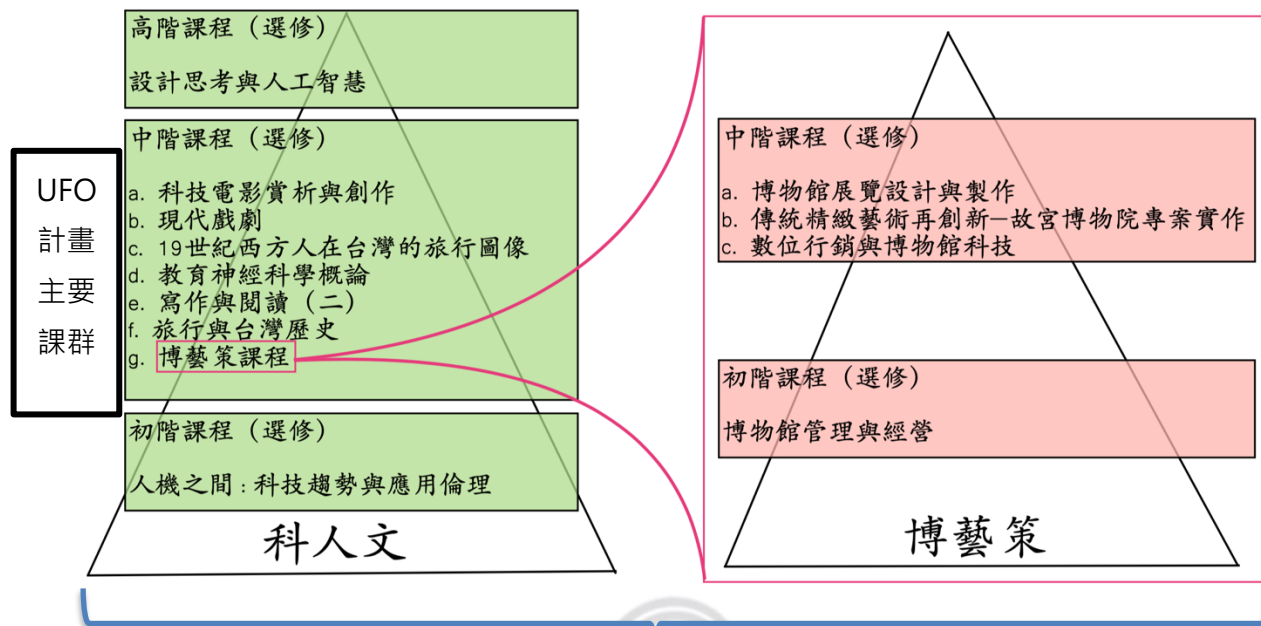 UFO
計畫
主要
課群
高階課程（選修）
設計思考與人工智慧
中階課程（選修）
a. 科技電影賞析與創作
b. 現代戲劇
c. 19世紀西方人在台灣的旅行圖像
d. 教育神經科學概論
e. 寫作與閱讀（二）
f. 旅行與台灣歷史
g. 博藝策課程
初階課程（選修）
人機之間：科技趨勢與應用倫理
科人文
中階課程（選修）
a. 博物館展覽設計與製作
b. 傳統精緻藝術再創新—故宮博物院專案實作
c. 數位行銷與博物館科技
初階課程（選修）
博物館管理與經營
博藝策